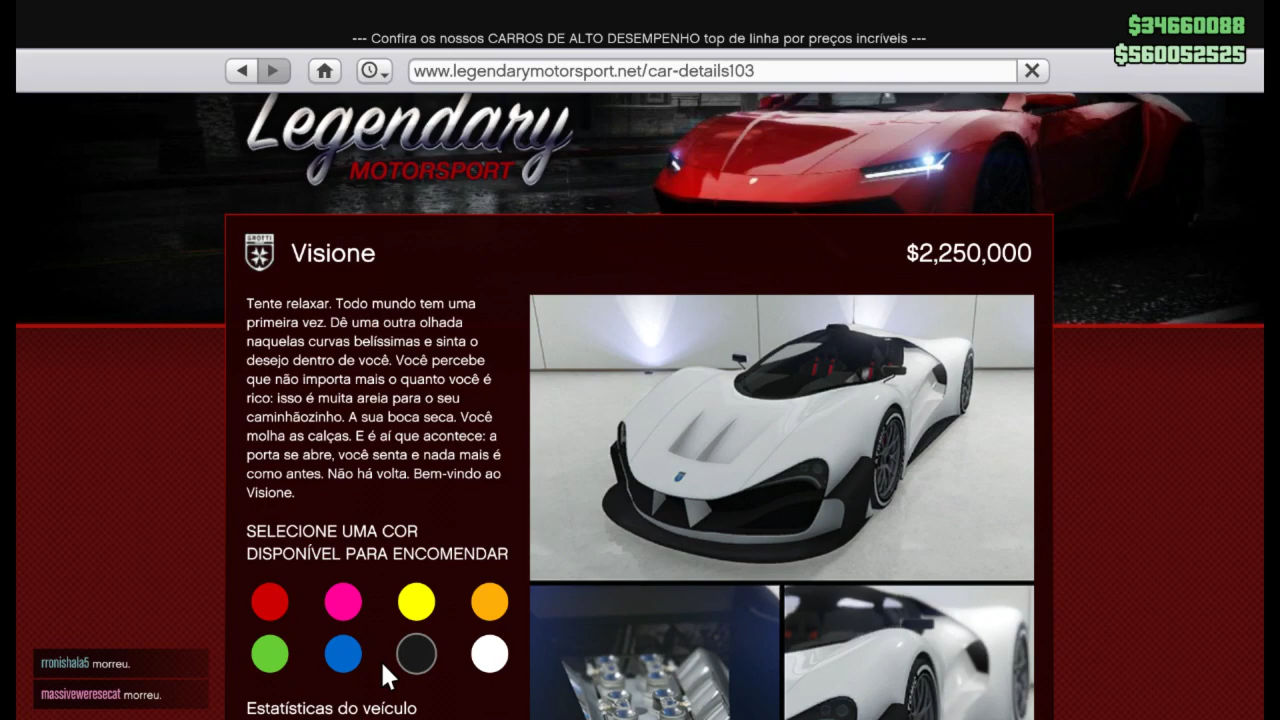 $34660088
--- Confira os nossos CARROS DE ALTO DESEMPENHO top de linha por preços incríveis ---
$560052525
www.legendarymotorsport.net/car-details103
Legendary
MOTORSPORT
GROTTI
Visione
$2,250,000
Tente relaxar. Todo mundo tem uma
primeira vez. Dê uma outra olhada
naquelas curvas belíssimas e sinta o
desejo dentro de você. Você percebe
que não importa mais o quanto você é
rico: isso é muita areia para o seu
caminhãozinho. A sua boca seca. Você
molha as calças. E é aí que acontece: a
porta se abre, você senta e nada mais é
como antes. Não há volta. Bem-vindo ao
Visione.
SELECIONE UMA COR
DISPONÍVEL PARA ENCOMENDAR
rronishala5 morreu.
massiveweresecat morreu.
Estatísticas do veículo